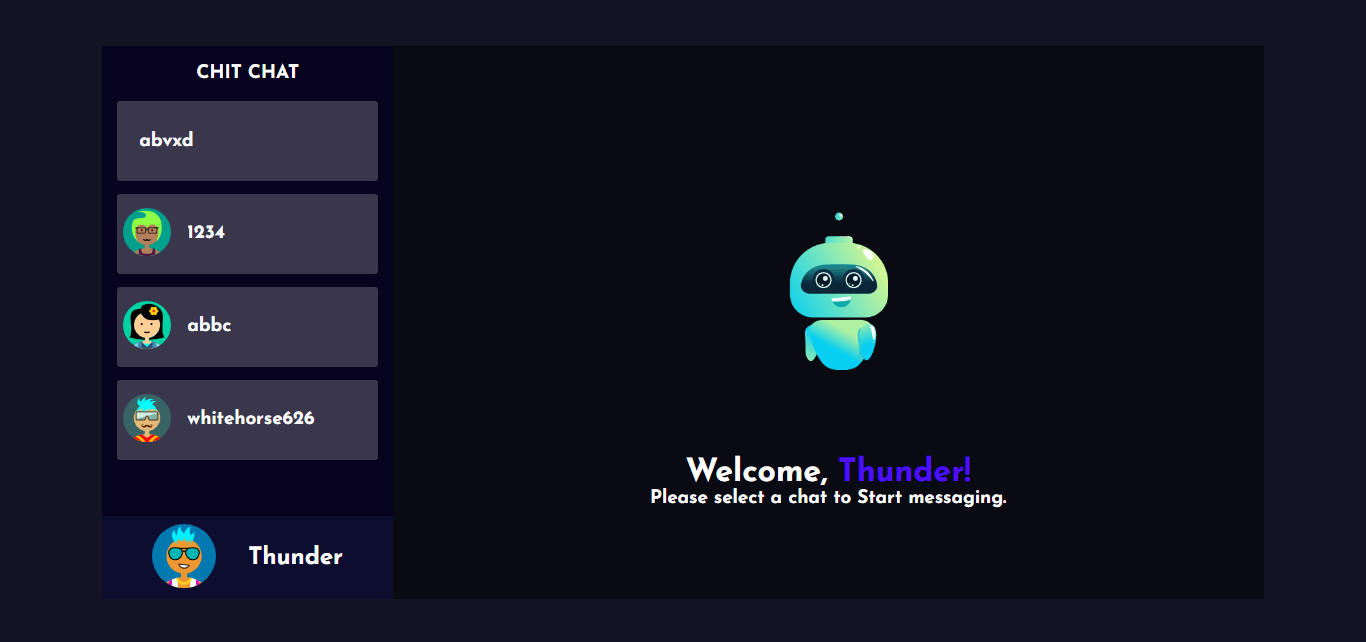 CHIT CHAT
abvxd
1234
abbc
whitehorse626
Thunder
Welcome, Thunder!
Please select a chat to Start messaging.